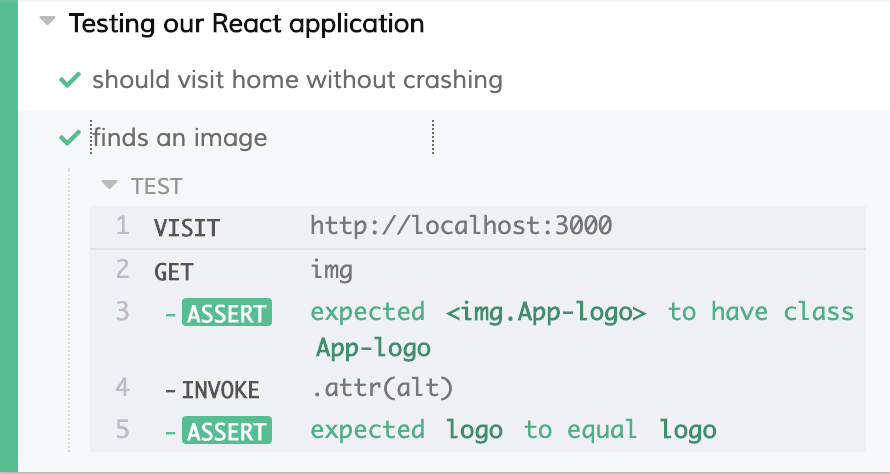 Testing our React application
should visit home without crashing
finds an image
TEST
1 VISIT http://localhost:3000
2 GET img
3 - ASSERT expected <img.App-logo> to have class
App-logo
4 - INVOKE .attr(alt)
5 - ASSERT expected logo to equal logo